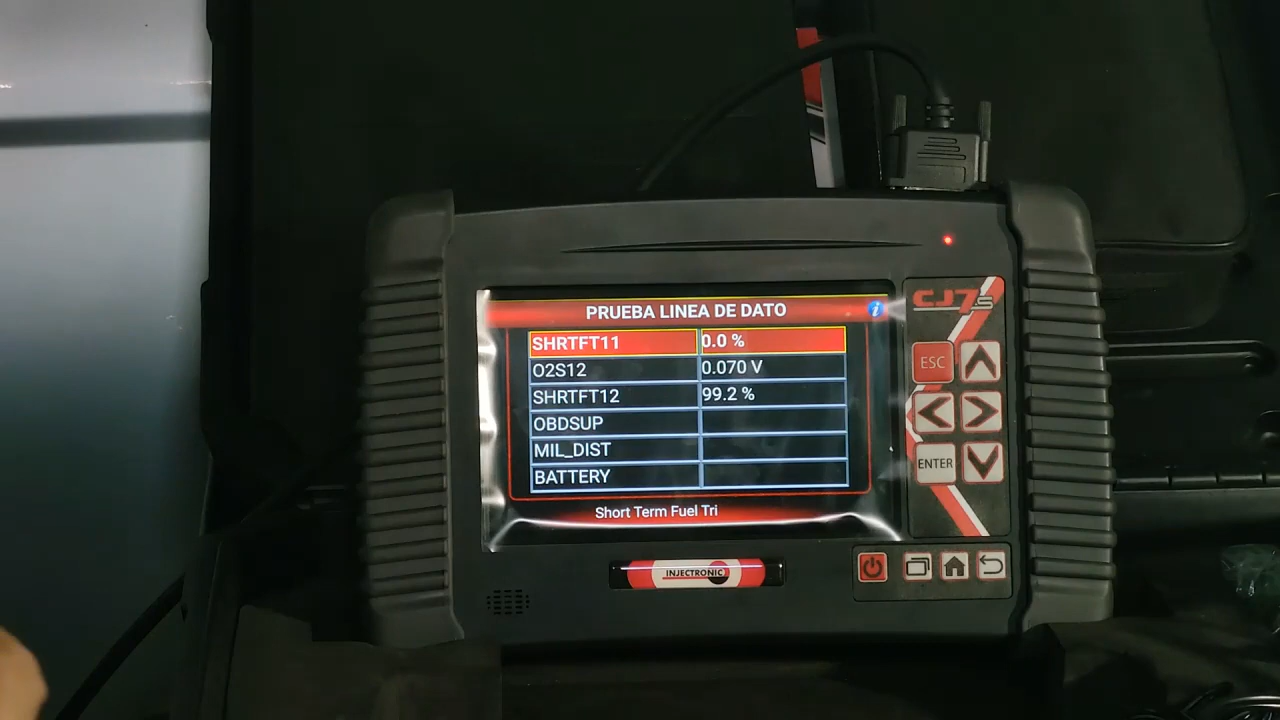 PRUEBA LINEA DE DATO
i
SHRTFT11 0.0 %
O2S12 0.070 V
SHRTFT12 99.2 %
OBDSUP
MIL_DIST
BATTERY
Short Term Fuel Tri
CJ7s
ESC
ENTER
INJECTRONIC